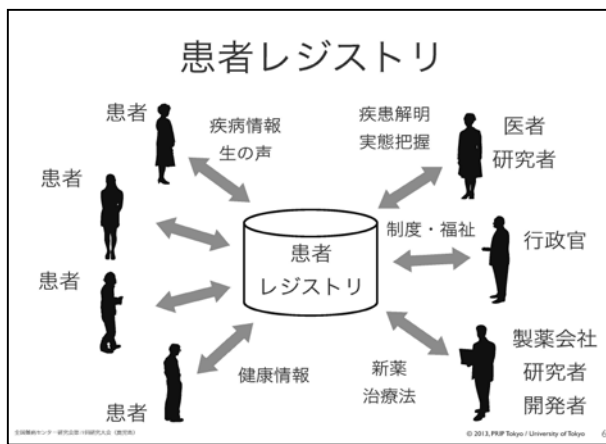 患者レジストリ
患者
疾病情報
生の声
疾患解明
実態把握
医者
研究者
患者
制度・福祉
行政官
患者
レジストリ
患者
健康情報
新薬
治療法
製薬会社
研究者
開発者
患者
© 2013, PRIP Tokyo / University of Tokyo
6